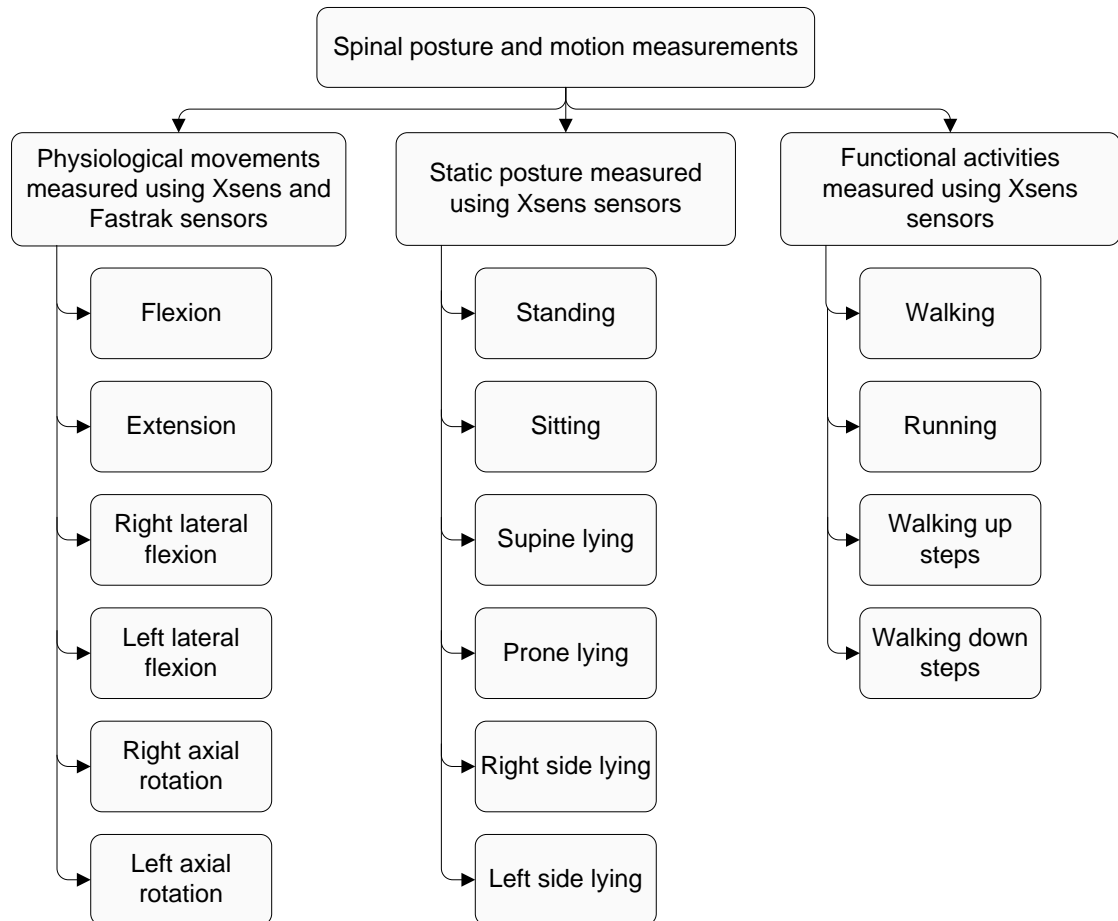 Spinal posture and motion measurements
Physiological movements
measured using Xsens and
Fastrak sensors
Flexion
Extension
Right lateral
flexion
Left lateral
flexion
Right axial
rotation
Left axial
rotation
Static posture measured
using Xsens sensors
Standing
Sitting
Supine lying
Prone lying
Right side lying
Left side lying
Functional activities
measured using Xsens
sensors
Walking
Running
Walking up
steps
Walking down
steps